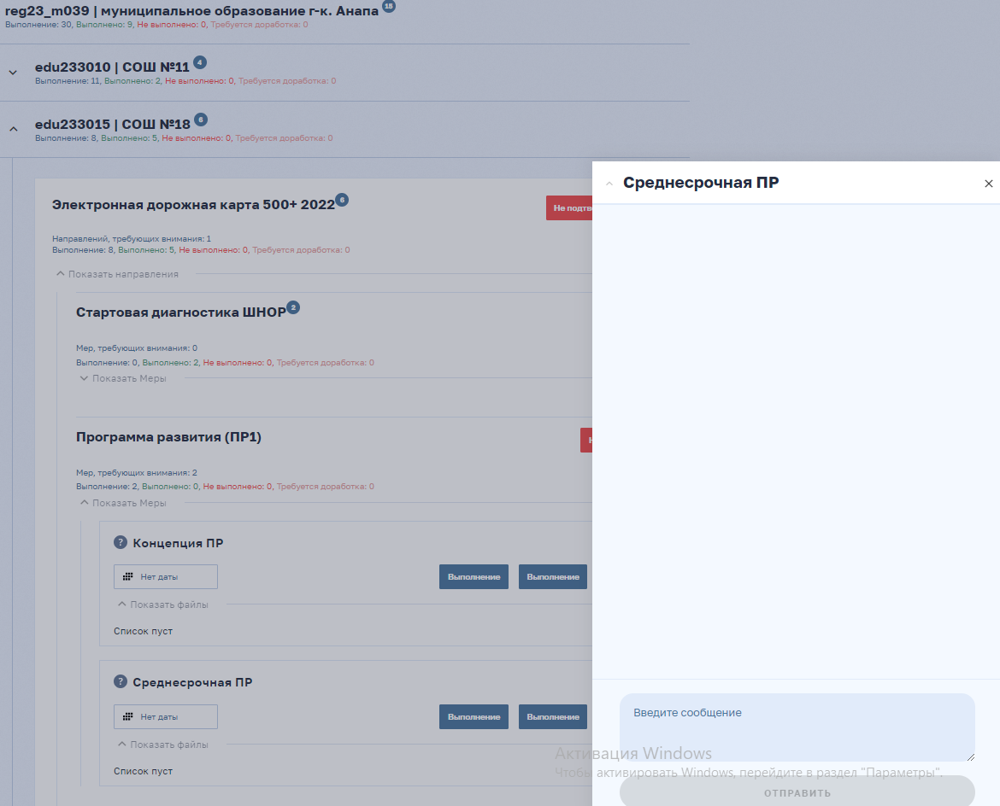 reg23_m039 | муниципальное образование г-к. Анапа 15
Выполнение: 30, Выполнено: 9, Не выполнено: 0, Требуется доработка: 0
edu233010 | СОШ №11 4
Выполнение: 11, Выполнено: 2, Не выполнено: 0, Требуется доработка: 0
edu233015 | СОШ №18 6
Выполнение: 8, Выполнено: 5, Не выполнено: 0, Требуется доработка: 0
Электронная дорожная карта 500+ 2022 6
Не подтв
Направлений, требующих внимания: 1
Выполнение: 8, Выполнено: 5, Не выполнено: 0, Требуется доработка: 0
Показать направления
Стартовая диагностика ШНОР 2
Мер, требующих внимания: 0
Выполнение: 0, Выполнено: 2, Не выполнено: 0, Требуется доработка: 0
Показать Меры
Программа развития (ПР1)
Мер, требующих внимания: 2
Выполнение: 2, Выполнено: 0, Не выполнено: 0, Требуется доработка: 0
Показать Меры
? Концепция ПР
Нет даты
Выполнение
Выполнение
Показать файлы
Список пуст
? Среднесрочная ПР
Нет даты
Выполнение
Выполнение
Показать файлы
Список пуст
Среднесрочная ПР
Введите сообщение
Активация Windows
Чтобы активировать Windows, перейдите в раздел "Параметры".
ОТПРАВИТЬ